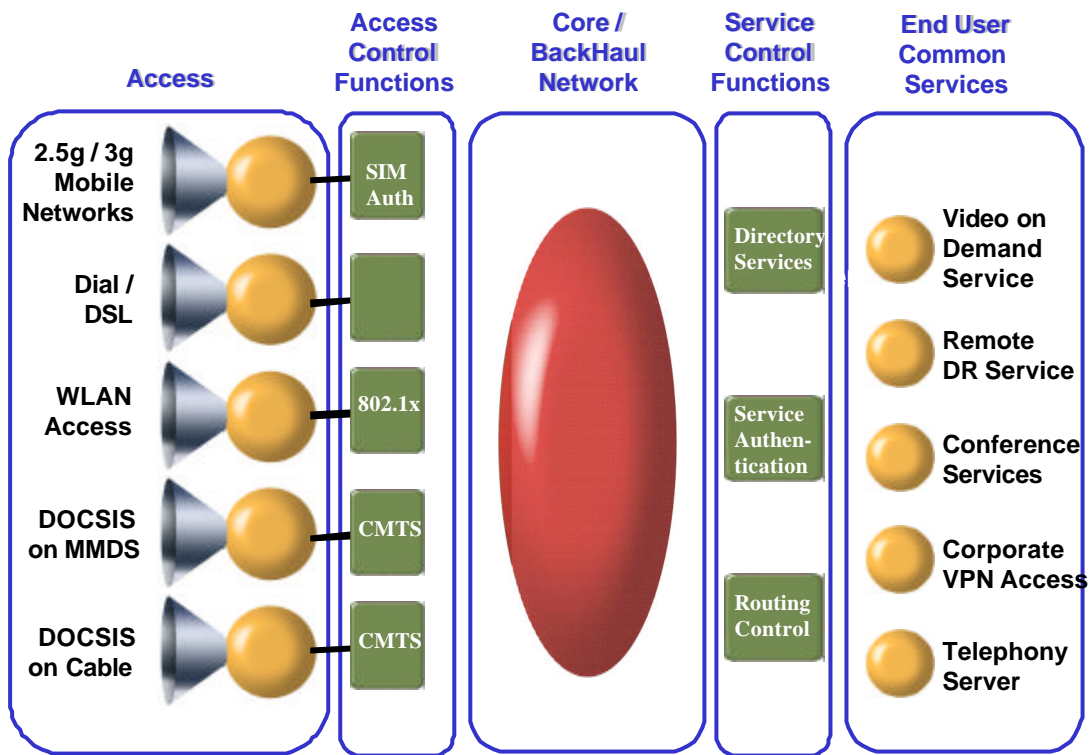 Access
Access
Control
Functions
Core /
BackHaul
Network
Service
Control
Functions
End User
Common
Services
2.5g / 3g
Mobile
Networks
SIM
Auth
Dial /
DSL
WLAN
Access
802.1x
DOCSIS
on MMDS
CMTS
DOCSIS
on Cable
CMTS
Directory
Services
Service
Authen-
tication
Routing
Control
Video on
Demand
Service
Remote
DR Service
Conference
Services
Corporate
VPN Access
Telephony
Server